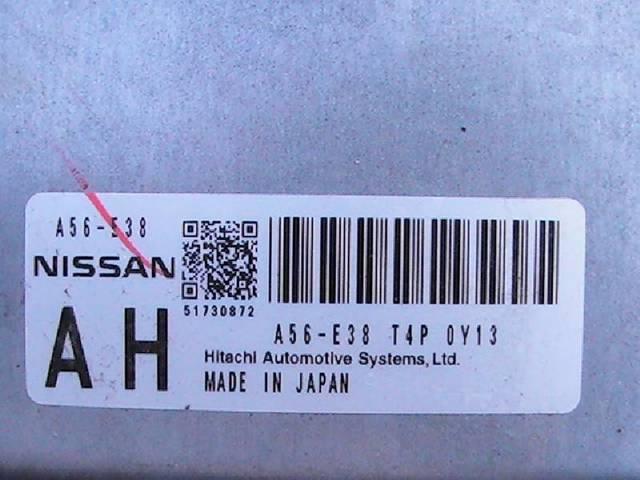 A56-E38
NISSAN
51730872
AH
A56-E38 T4P 0Y13
Hitachi Automotive Systems, Ltd.
MADE IN JAPAN